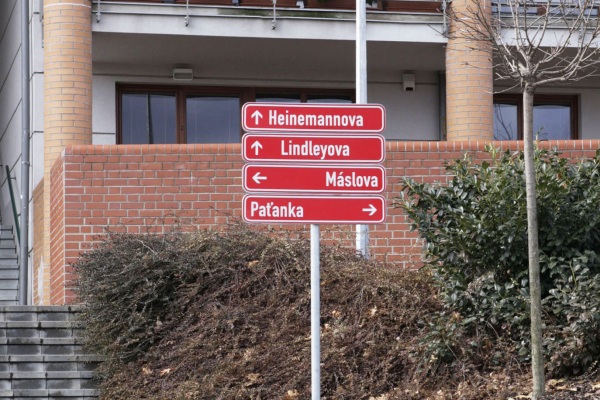 ↑ Heinemannova
↑ Lindleyova
← Máslova
Paťanka →